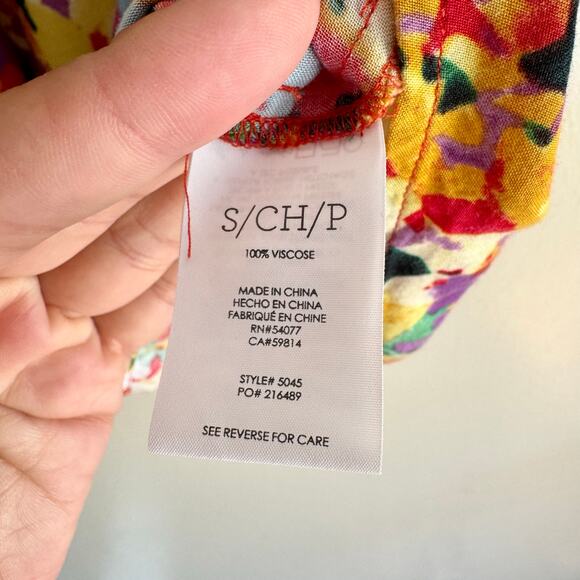 S/CH/P
100% VISCOSE
MADE IN CHINA
HECHO EN CHINA
FABRIQUÉ EN CHINE
RN#54077
CA#59814
STYLE# 5045
PO# 216489
SEE REVERSE FOR CARE